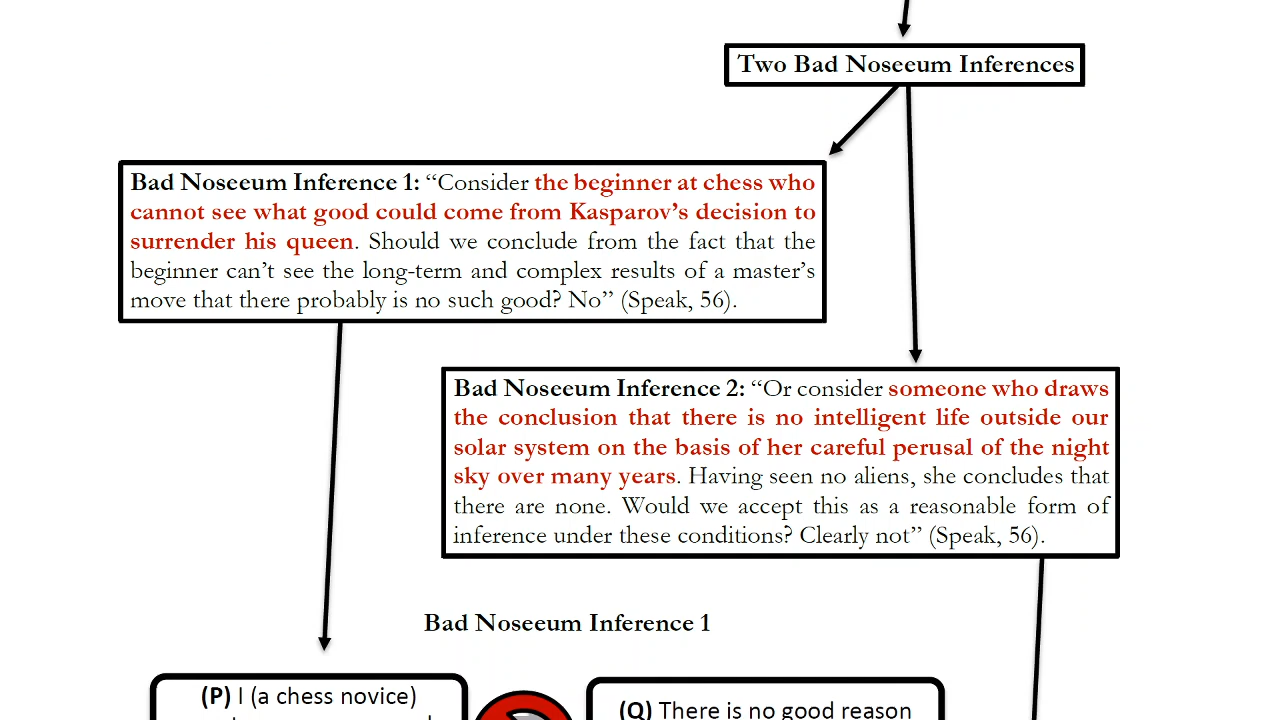 Two Bad Noseeum Inferences
Bad Noseeum Inference 1: “Consider the beginner at chess who
cannot see what good could come from Kasparov’s decision to
surrender his queen. Should we conclude from the fact that the
beginner can’t see the long-term and complex results of a master’s
move that there probably is no such good? No” (Speak, 56).
Bad Noseeum Inference 2: “Or consider someone who draws
the conclusion that there is no intelligent life outside our
solar system on the basis of her careful perusal of the night
sky over many years. Having seen no aliens, she concludes that
there are none. Would we accept this as a reasonable form of
inference under these conditions? Clearly not” (Speak, 56).
Bad Noseeum Inference 1
(P) I (a chess novice)
(Q) There is no good reason